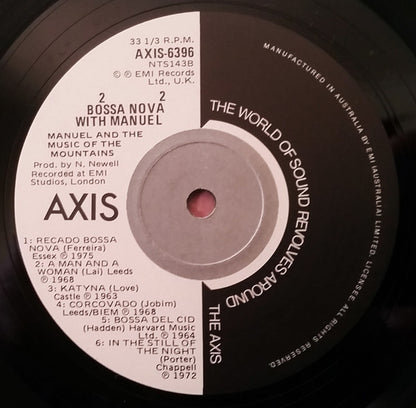 33 1/3 R.P.M.
AXIS-6396
NTS143B
© ℗ EMI Records
Ltd., U.K.
2 2
BOSSA NOVA
WITH MANUEL
MANUEL AND THE
MUSIC OF THE
MOUNTAINS
Prod. by N. Newell
Recorded at EMI
Studios, London
AXIS
1: RECADO BOSSA
NOVA (Ferreira)
Essex ℗ 1975
2: A MAN AND A
WOMAN (Lai) Leeds
℗ 1968
3: KATYNA (Love)
Castle ℗ 1963
4: CORCOVADO (Jobim)
Leeds/BIEM ℗ 1968
5: BOSSA DEL CID
(Hadden) Harvard Music
Ltd. ℗ 1964
6: IN THE STILL OF
THE NIGHT
(Porter)
Chappell
℗ 1972
THE WORLD OF SOUND REVOLVES AROUND
THE AXIS
MANUFACTURED IN AUSTRALIA BY EMI (AUSTRALIA) LIMITED. LICENSEE. ALL RIGHTS RESERVED.